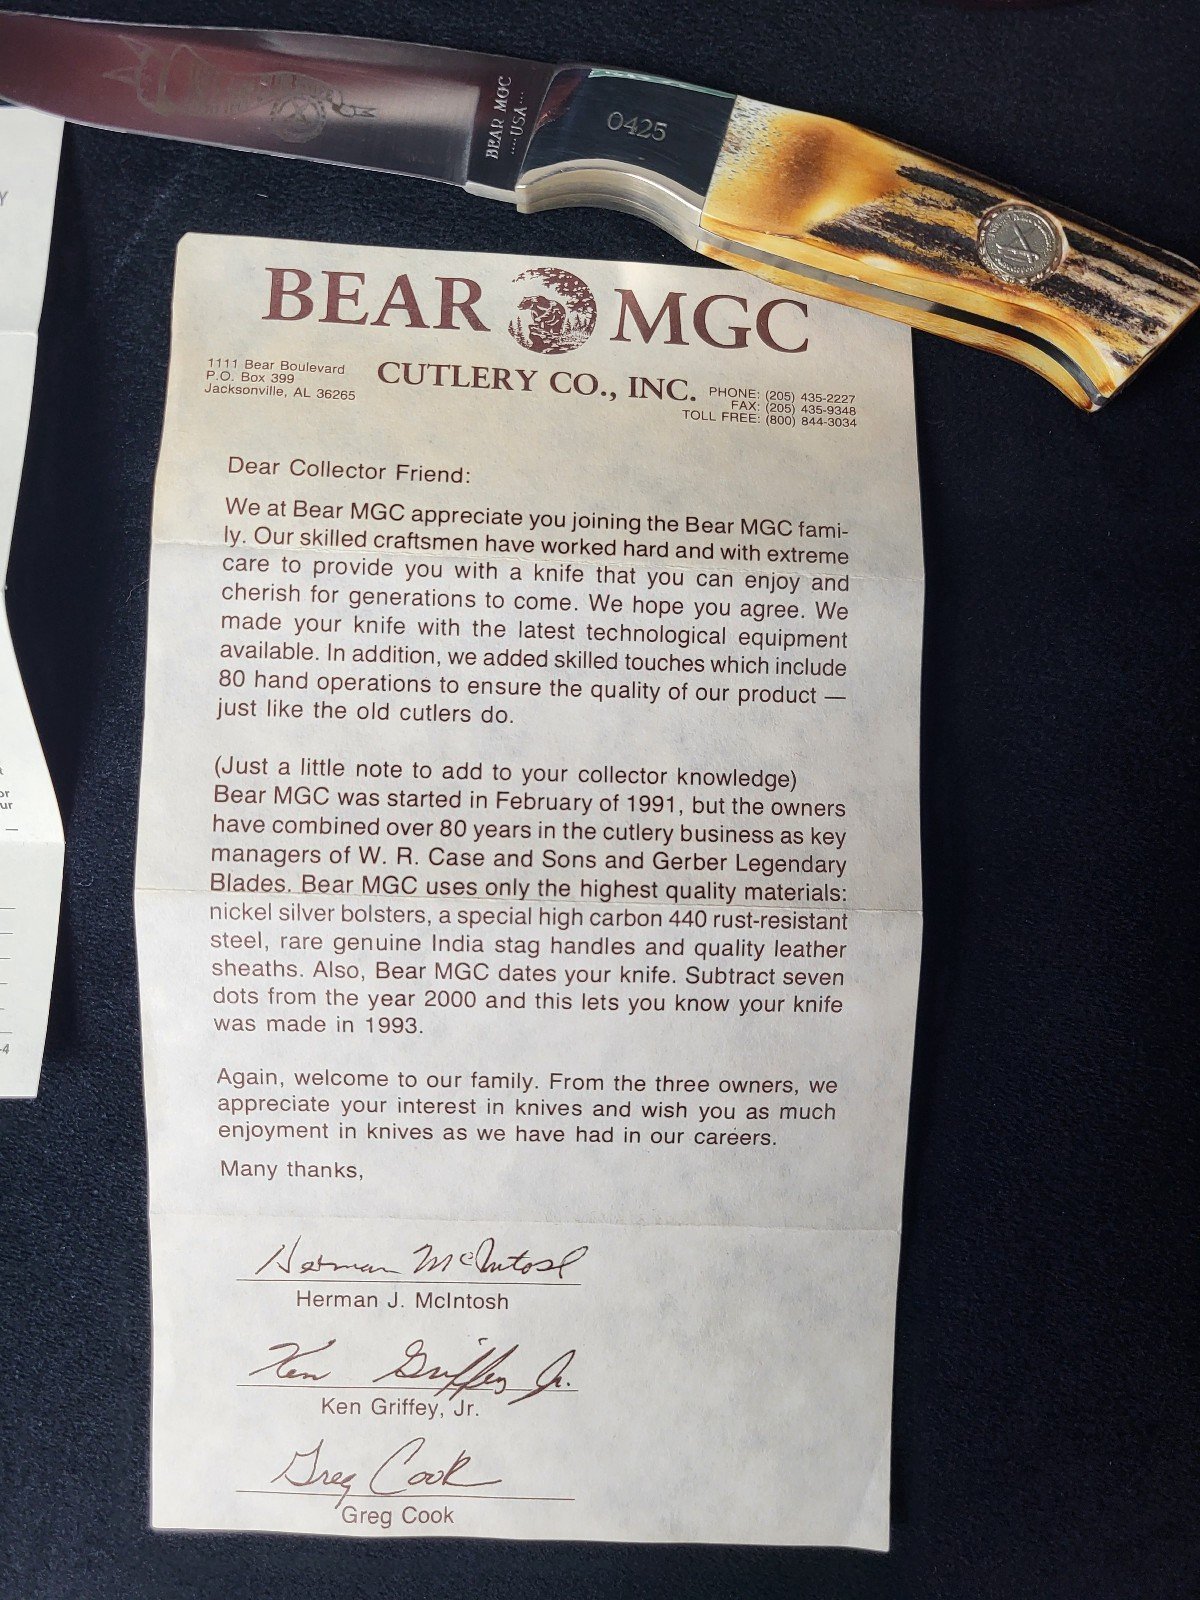 BEAR MGC
....USA...
0425
BEAR MGC
CUTLERY CO., INC.
1111 Bear Boulevard
P.O. Box 399
Jacksonville, AL 36265
PHONE: (205) 435-2227
FAX: (205) 435-9348
TOLL FREE: (800) 844-3034
Dear Collector Friend:
We at Bear MGC appreciate you joining the Bear MGC fami-
ly. Our skilled craftsmen have worked hard and with extreme
care to provide you with a knife that you can enjoy and
cherish for generations to come. We hope you agree. We
made your knife with the latest technological equipment
available. In addition, we added skilled touches which include
80 hand operations to ensure the quality of our product —
just like the old cutlers do.
(Just a little note to add to your collector knowledge)
Bear MGC was started in February of 1991, but the owners
have combined over 80 years in the cutlery business as key
managers of W. R. Case and Sons and Gerber Legendary
Blades. Bear MGC uses only the highest quality materials:
nickel silver bolsters, a special high carbon 440 rust-resistant
steel, rare genuine India stag handles and quality leather
sheaths. Also, Bear MGC dates your knife. Subtract seven
dots from the year 2000 and this lets you know your knife
was made in 1993.
Again, welcome to our family. From the three owners, we
appreciate your interest in knives and wish you as much
enjoyment in knives as we have had in our careers.
Many thanks,
Herman McIntosh
Herman J. McIntosh
Ken Griffey Jr.
Ken Griffey, Jr.
Greg Cook
Greg Cook